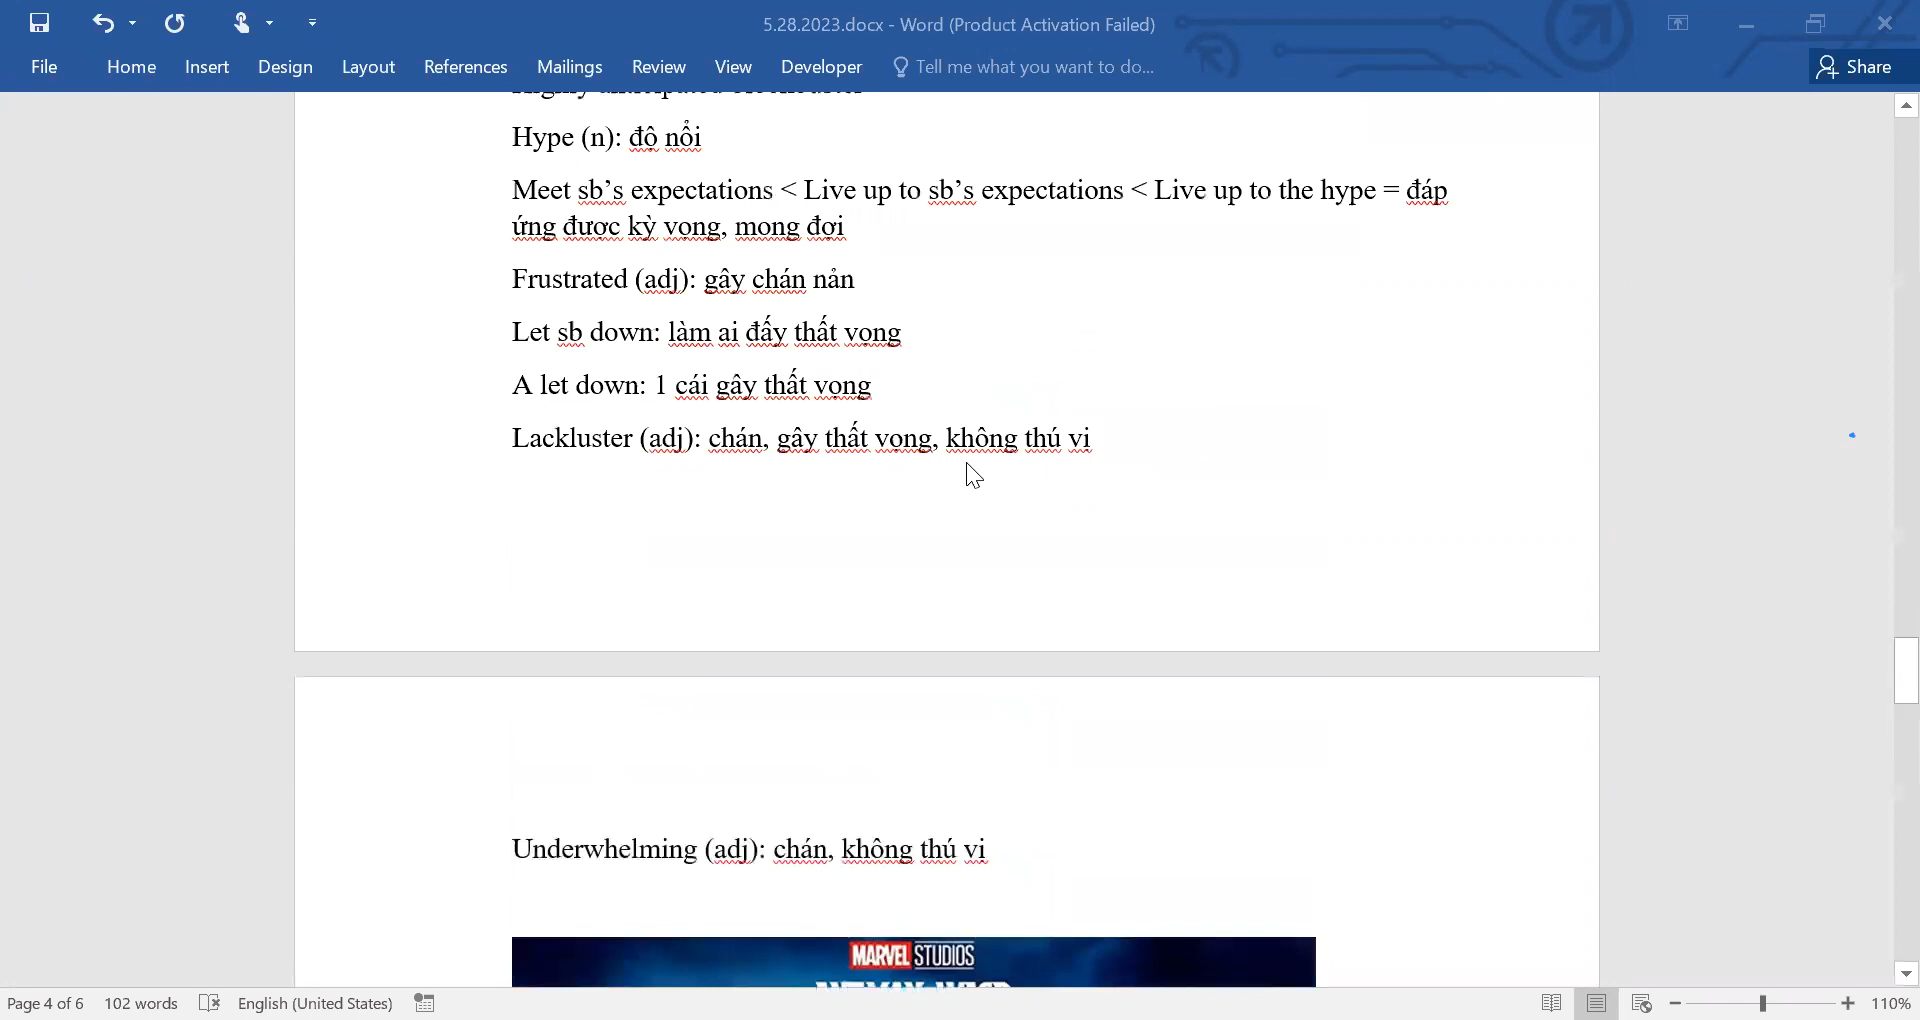 5.28.2023.docx - Word (Product Activation Failed)
File Home Insert Design Layout References Mailings Review View Developer Tell me what you want to do... Share
Hype (n): độ nổi
Meet sb’s expectations < Live up to sb’s expectations < Live up to the hype = đáp
ứng được kỳ vọng, mong đợi
Frustrated (adj): gây chán nản
Let sb down: làm ai đấy thất vọng
A let down: 1 cái gây thất vọng
Lackluster (adj): chán, gây thất vọng, không thú vị
Underwhelming (adj): chán, không thú vị
MARVEL STUDIOS
Page 4 of 6 102 words English (United States) 110%